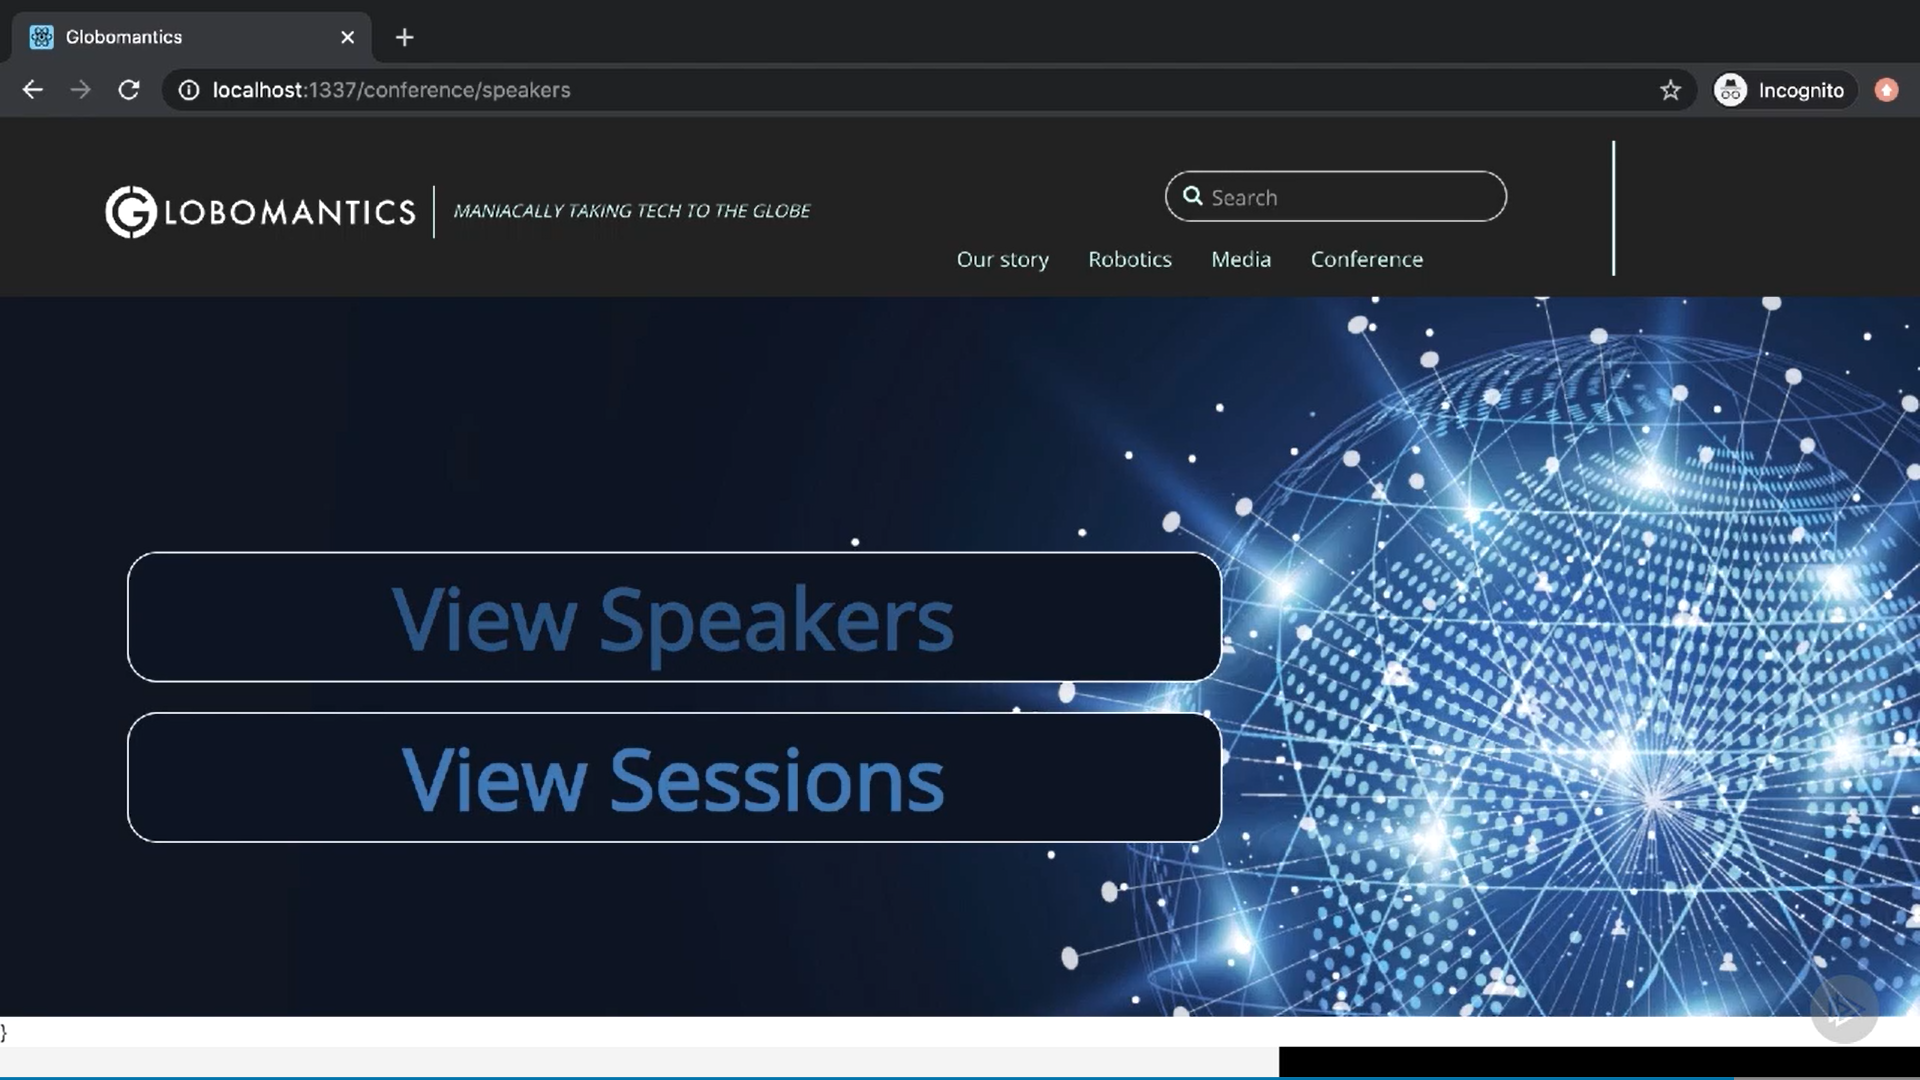 Globomantics
localhost:1337/conference/speakers
Incognito
GLOBOMANTICS
MANIACALLY TAKING TECH TO THE GLOBE
Search
Our story Robotics Media Conference
View Speakers
View Sessions
}